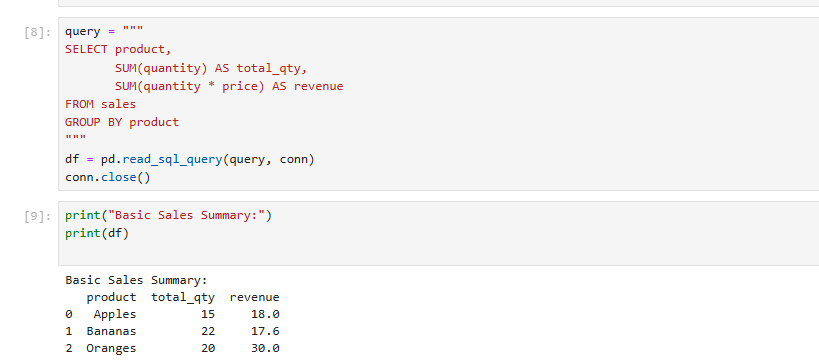 [8]: query = """
SELECT product,
       SUM(quantity) AS total_qty,
       SUM(quantity * price) AS revenue
FROM sales
GROUP BY product
"""
df = pd.read_sql_query(query, conn)
conn.close()
[9]: print("Basic Sales Summary:")
print(df)
Basic Sales Summary:
   product  total_qty  revenue
0   Apples         15     18.0
1  Bananas         22     17.6
2  Oranges         20     30.0